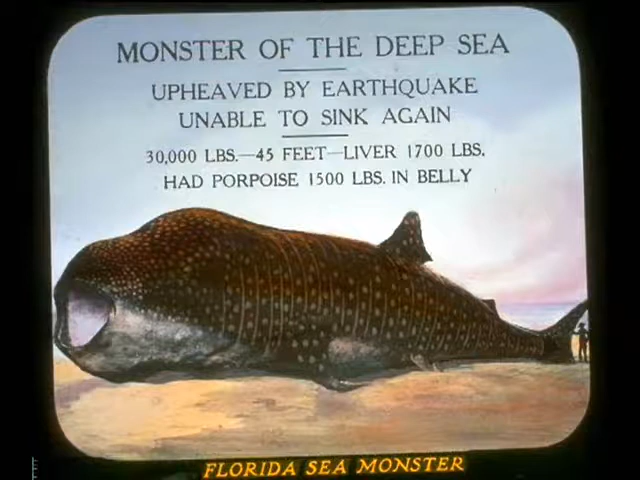 MONSTER OF THE DEEP SEA
UPHEAVED BY EARTHQUAKE
UNABLE TO SINK AGAIN
30,000 LBS.—45 FEET—LIVER 1700 LBS.
HAD PORPOISE 1500 LBS. IN BELLY
FLORIDA SEA MONSTER